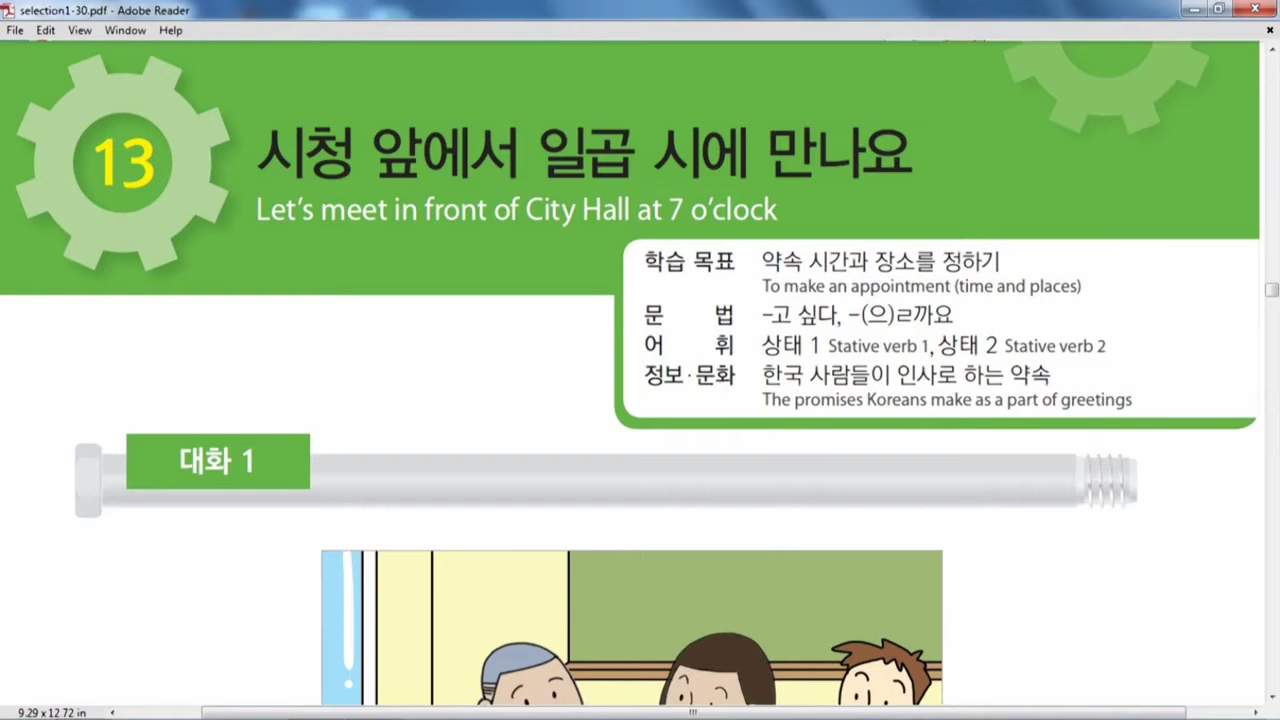 selection1-30.pdf - Adobe Reader
File Edit View Window Help
13
시청 앞에서 일곱 시에 만나요
Let's meet in front of City Hall at 7 o'clock
학습 목표 약속 시간과 장소를 정하기
To make an appointment (time and places)
문 법 -고 싶다, -(으)ㄹ까요
어 휘 상태 1 Stative verb 1, 상태 2 Stative verb 2
정보·문화 한국 사람들이 인사로 하는 약속
The promises Koreans make as a part of greetings
대화 1
9.29 x 12.72 in